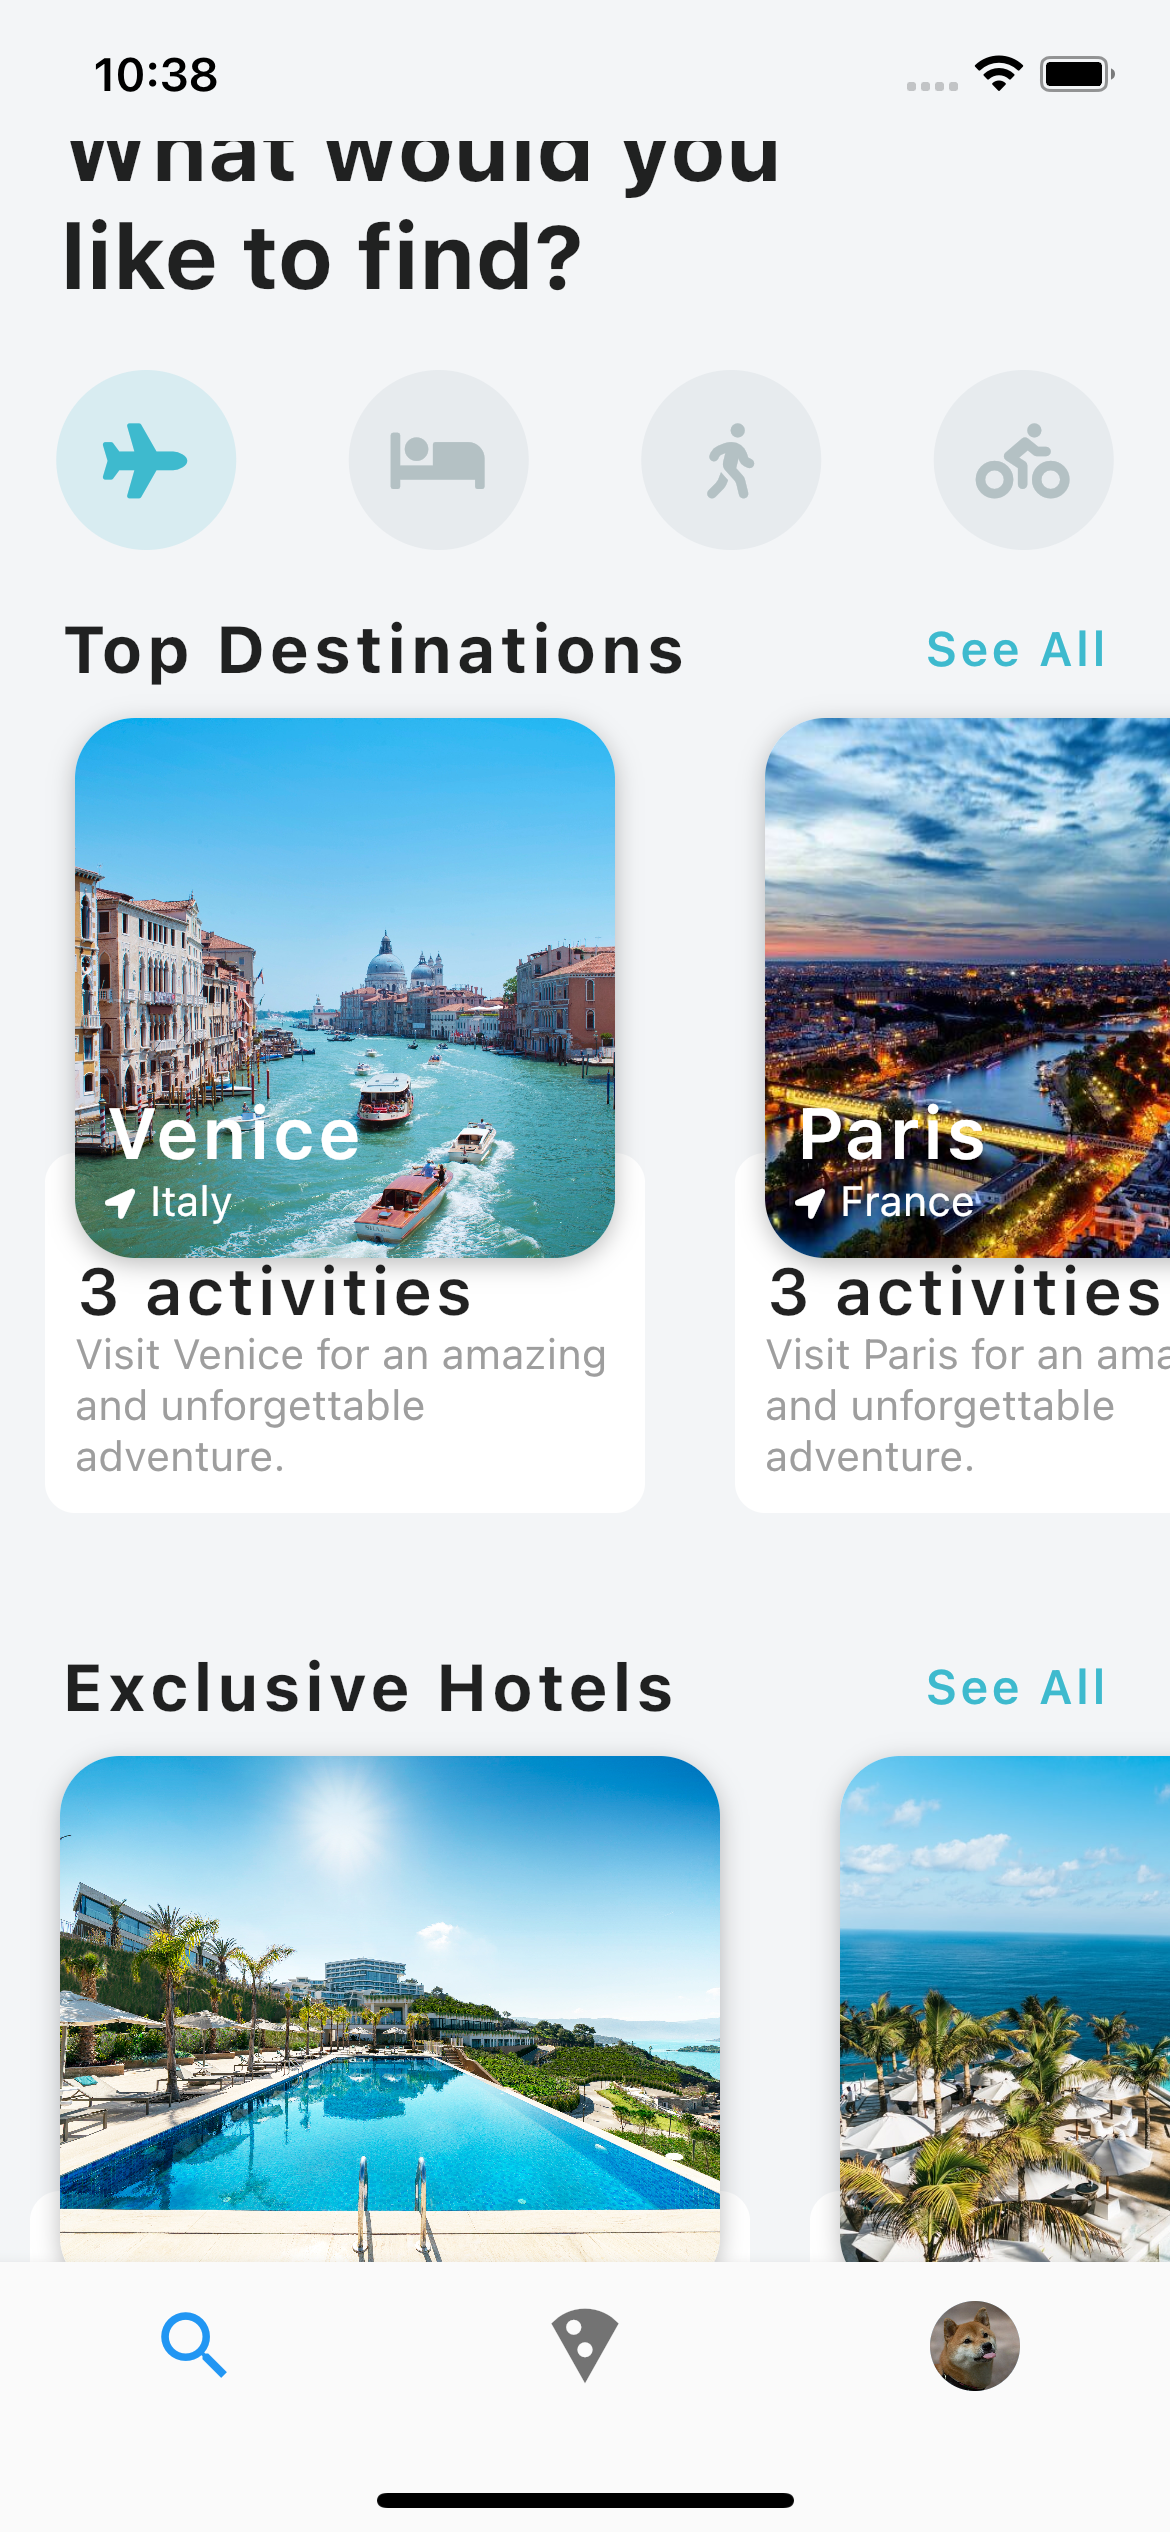 10:38
What would you
like to find?
Top Destinations
See All
Venice
Italy
3 activities
Visit Venice for an amazing
and unforgettable
adventure.
Paris
France
3 activities
Visit Paris for an ama
and unforgettable
adventure.
Exclusive Hotels
See All